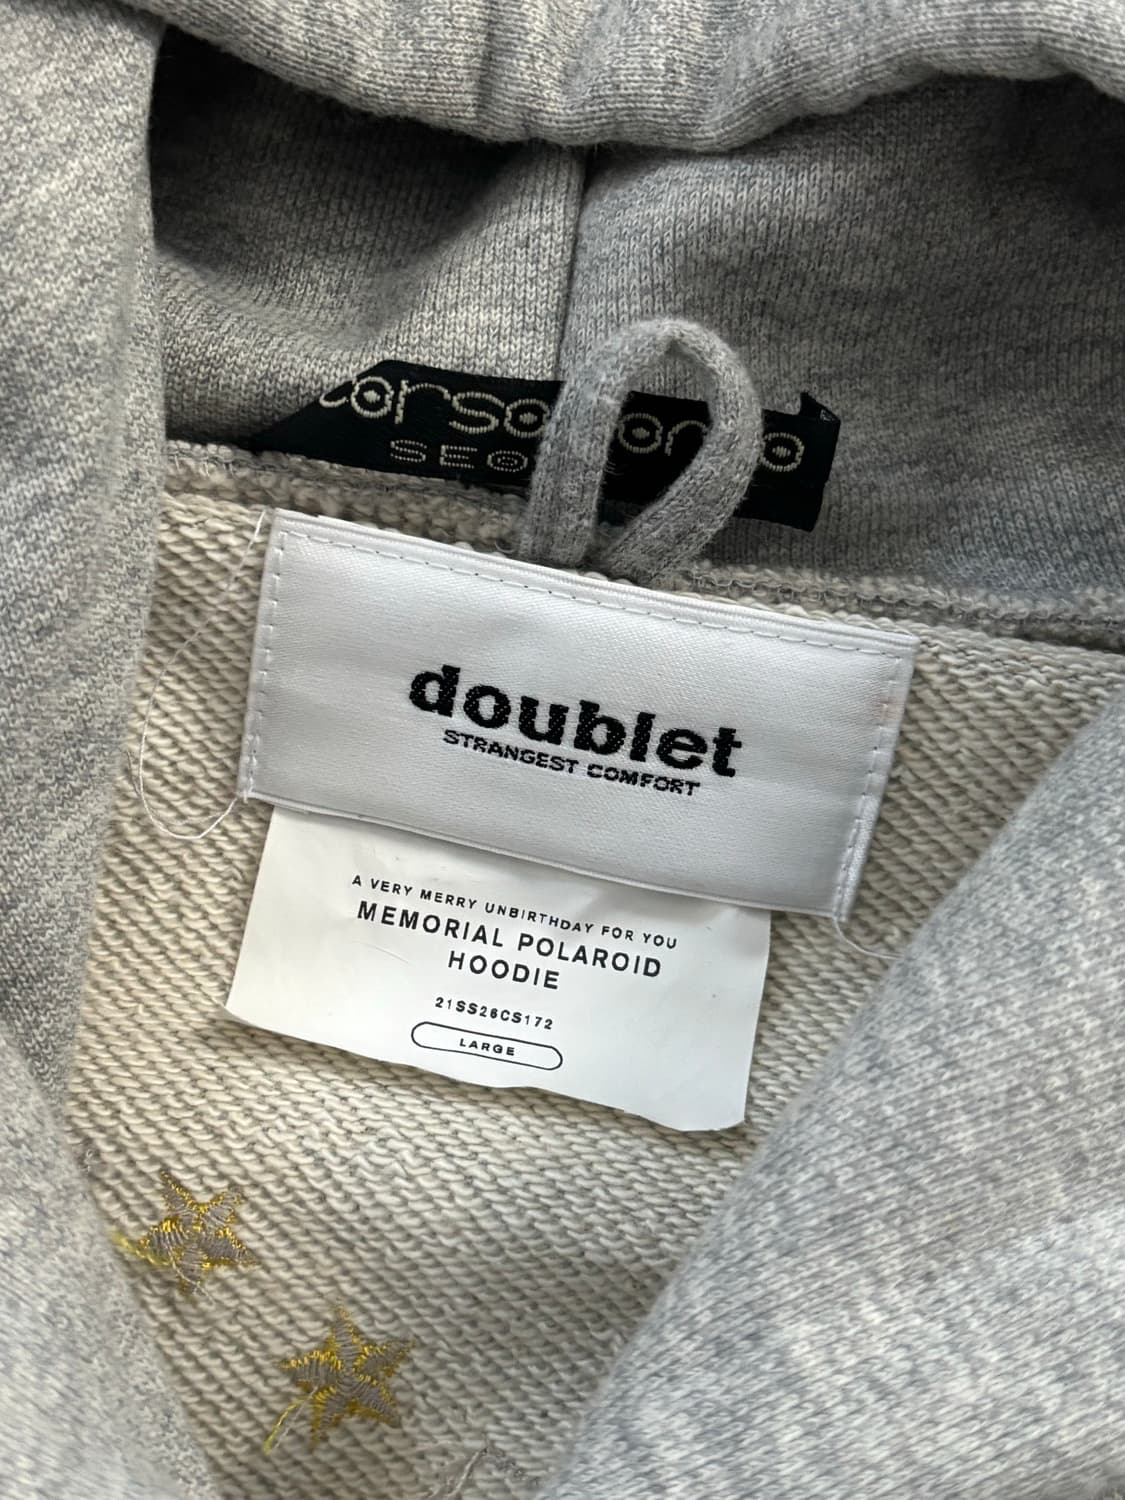 doublet
STRANGEST COMFORT
A VERY MERRY UNBIRTHDAY FOR YOU
MEMORIAL POLAROID
HOODIE
21SS26CS172
LARGE